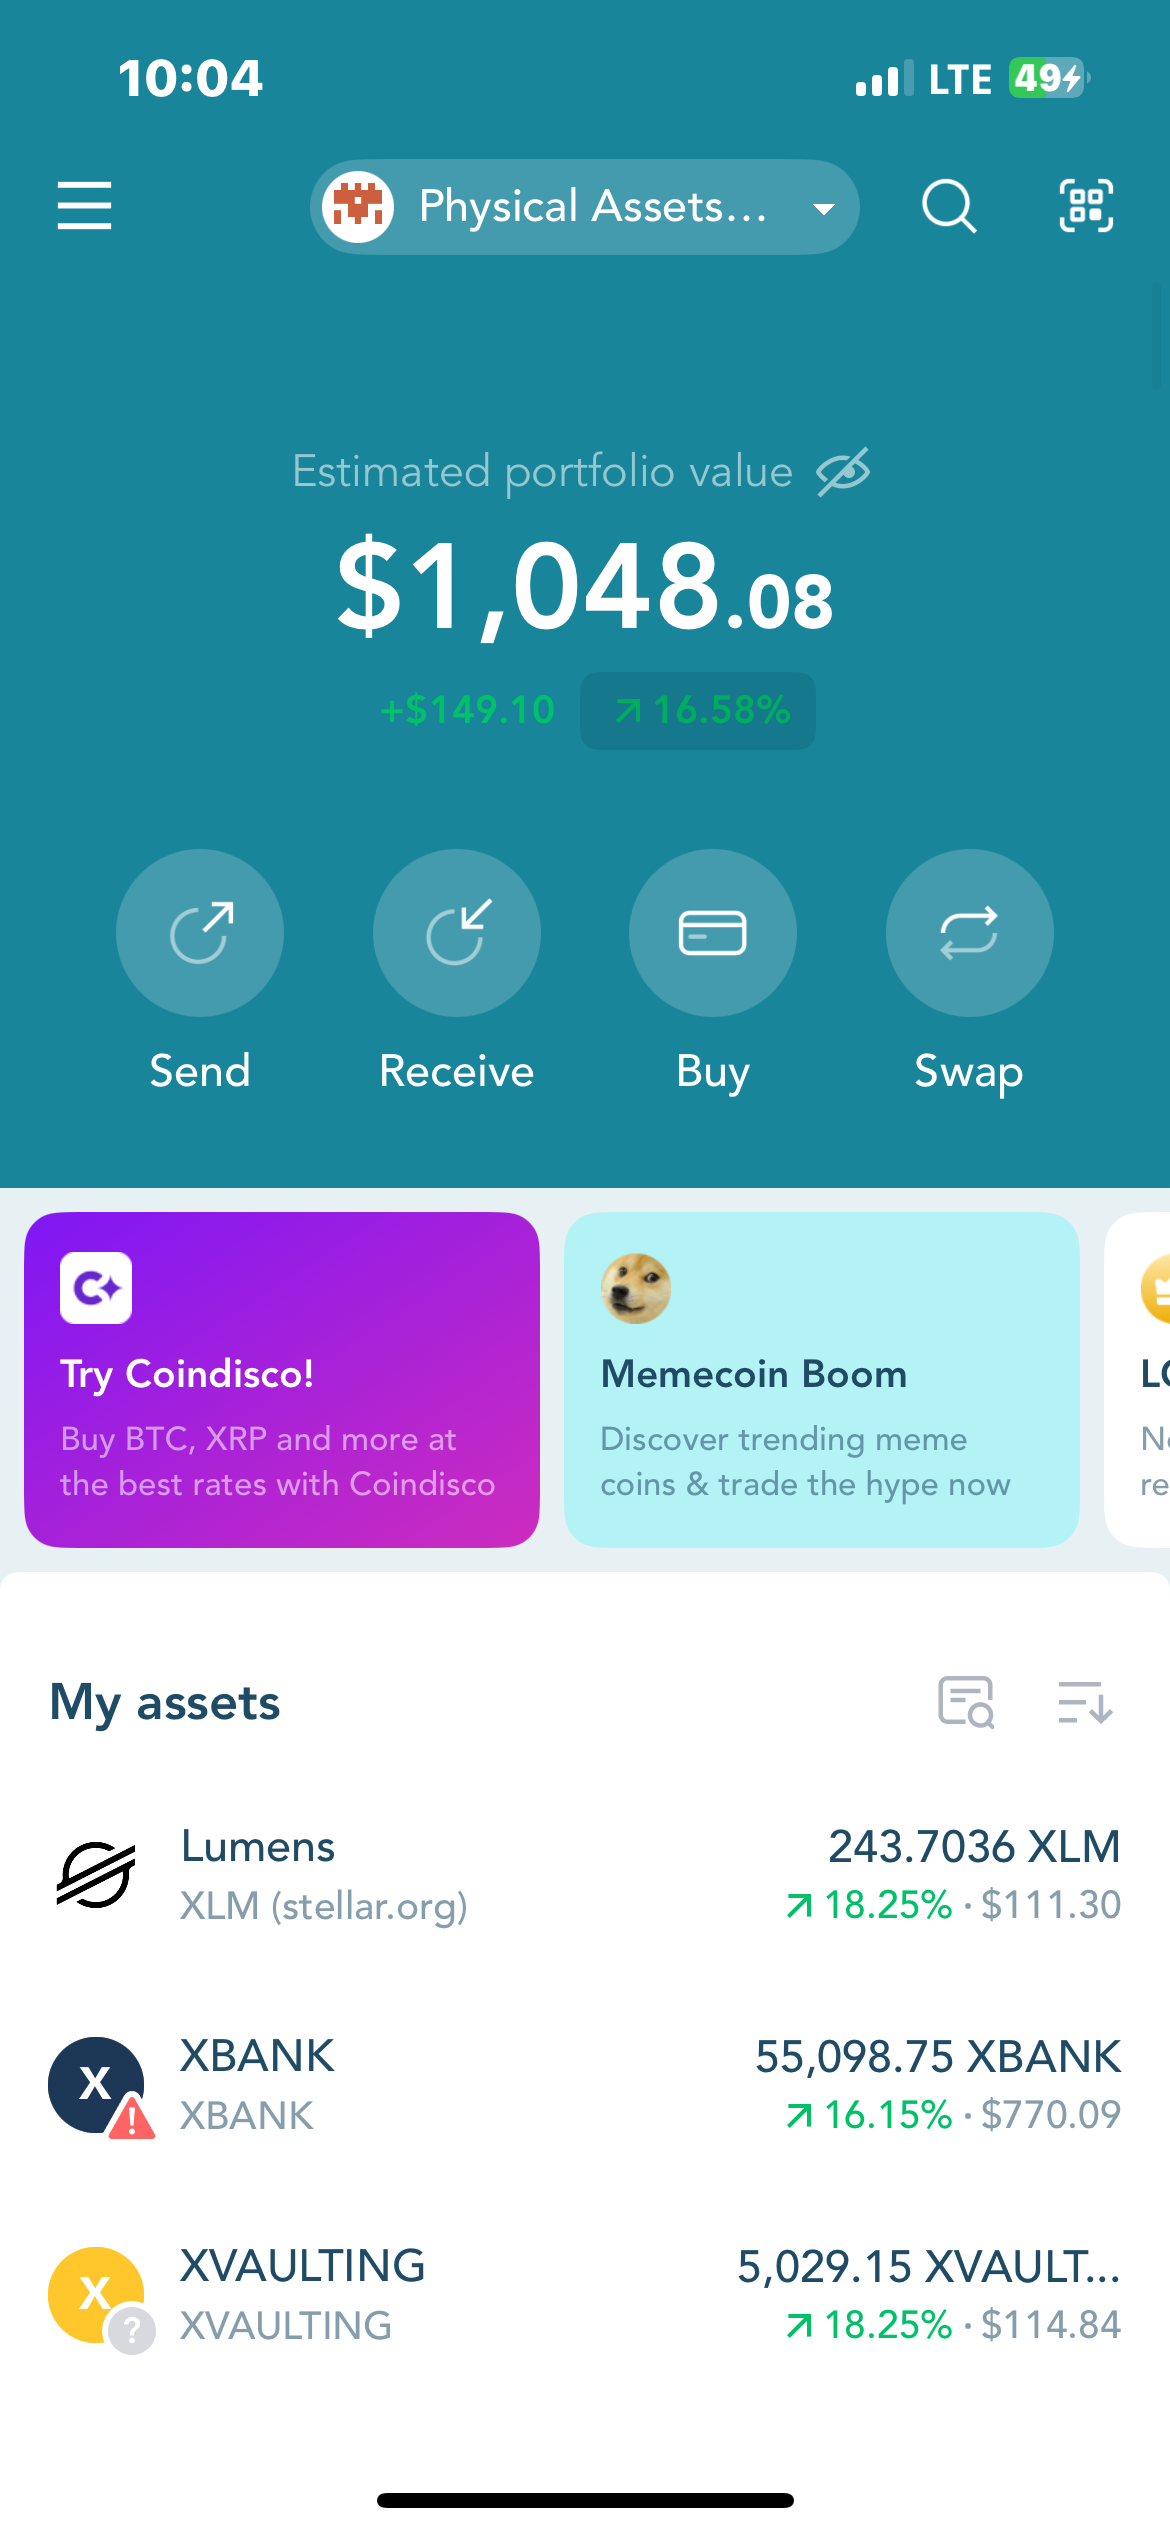 10:04
LTE 49
Physical Assets...
Estimated portfolio value
$1,048.08
+$149.10 16.58%
Send Receive Buy Swap
Try Coindisco!
Buy BTC, XRP and more at
the best rates with Coindisco
Memecoin Boom
Discover trending meme
coins & trade the hype now
My assets
Lumens
243.7036 XLM
XLM (stellar.org)
18.25% · $111.30
X
XBANK
55,098.75 XBANK
XBANK
16.15% · $770.09
X
XVAULTING
5,029.15 XVAULT...
XVAULTING
18.25% · $114.84